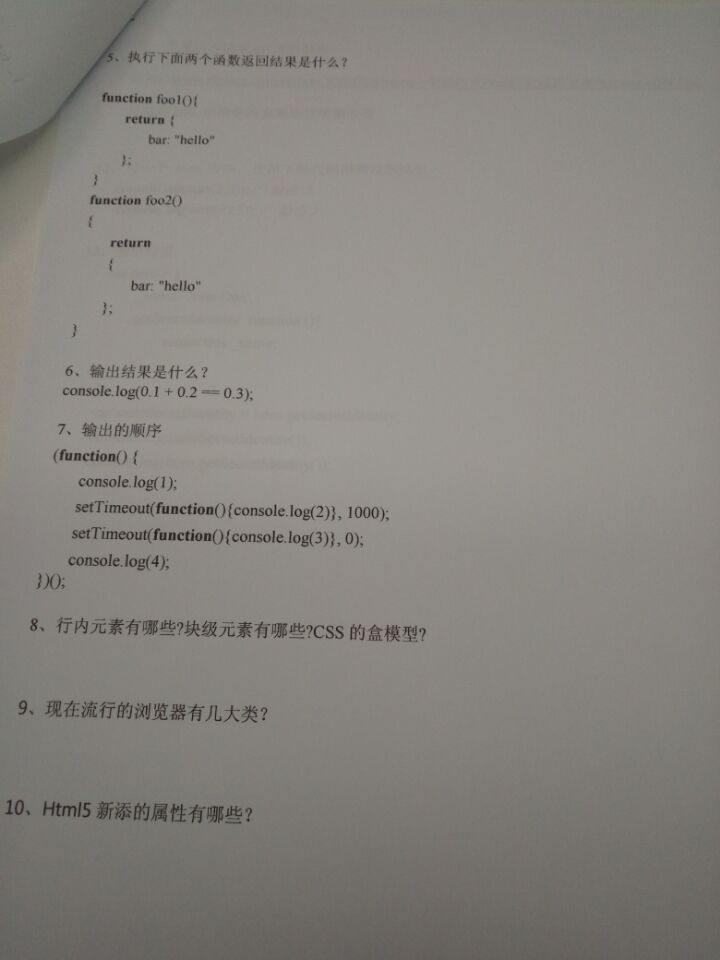 5、执行下面两个函数返回结果是什么?
function foo1(){
return {
bar: "hello"
};
}
function foo2()
{
return
{
bar: "hello"
};
}
6、输出结果是什么?
console.log(0.1 + 0.2 == 0.3);
7、输出的顺序
(function() {
console.log(1);
setTimeout(function(){console.log(2)}, 1000);
setTimeout(function(){console.log(3)}, 0);
console.log(4);
})();
8、行内元素有哪些?块级元素有哪些?CSS 的盒模型?
9、现在流行的浏览器有几大类?
10、Html5 新添的属性有哪些?